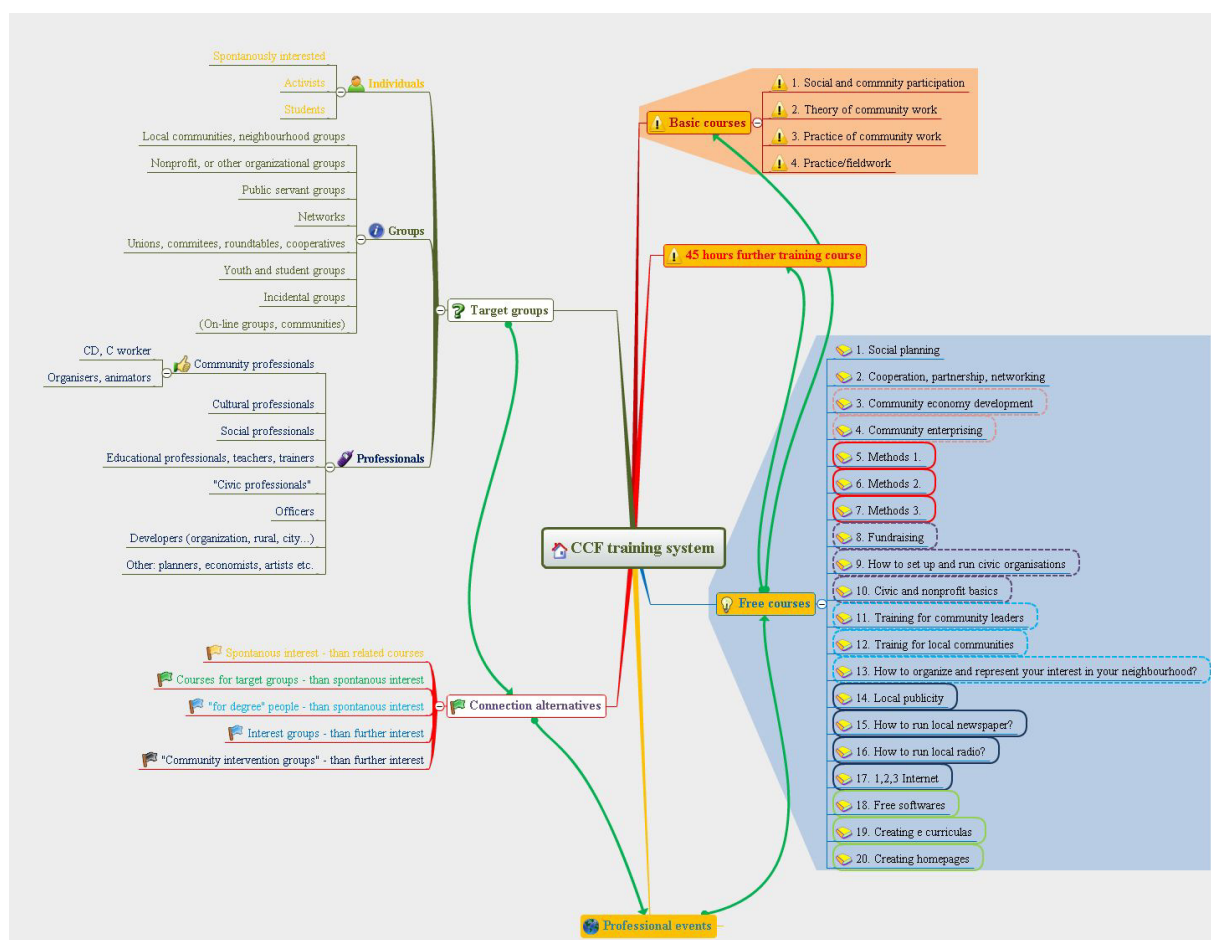 Spontanously interested
Activists
Students
Individuals
Local communities, neighbourhood groups
Nonprofit, or other organizational groups
Public servant groups
Networks
Unions, commitees, roundtables, cooperatives
Youth and student groups
Incidental groups
(On-line groups, communities)
Groups
Target groups
CD, C worker
Organisers, animators
Community professionals
Cultural professionals
Social professionals
Educational professionals, teachers, trainers
"Civic professionals"
Officers
Developers (organization, rural, city...)
Other: planners, economists, artists etc.
Professionals
CCF training system
Spontanous interest - than related courses
Courses for target groups - than spontanous interest
"for degree" people - than spontanous interest
Interest groups - than further interest
"Community intervention groups" - than further interest
Connection alternatives
Basic courses
1. Social and commnity participation
2. Theory of community work
3. Practice of community work
4. Practice/fieldwork
45 hours further training course
Free courses
1. Social planning
2. Cooperation, partnership, networking
3. Community economy development
4. Community enterprising
5. Methods 1.
6. Methods 2.
7. Methods 3.
8. Fundraising
9. How to set up and run civic organisations
10. Civic and nonprofit basics
11. Training for community leaders
12. Trainig for local communities
13. How to organize and represent your interest in your neighbourhood?
14. Local publicity
15. How to run local newspaper?
16. How to run local radio?
17. 1,2,3 Internet
18. Free softwares
19. Creating e curriculas
20. Creating homepages
Professional events